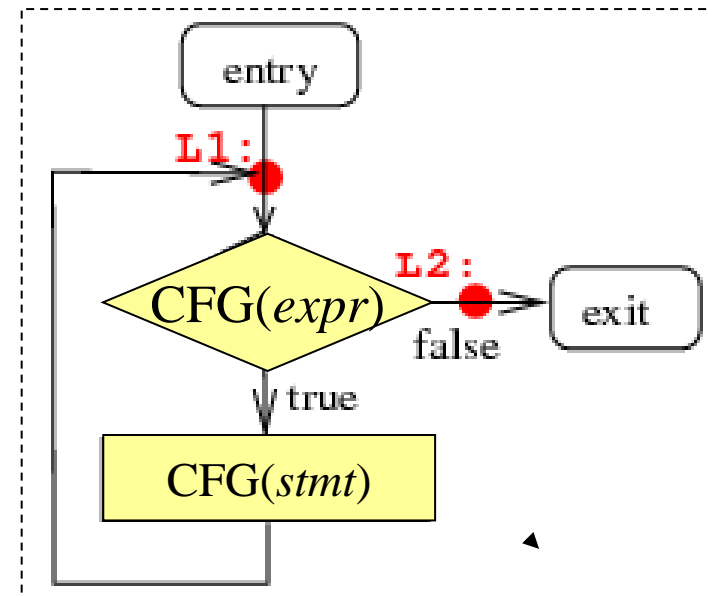 entry
L1:
L2:
CFG(expr)
exit
false
true
CFG(stmt)